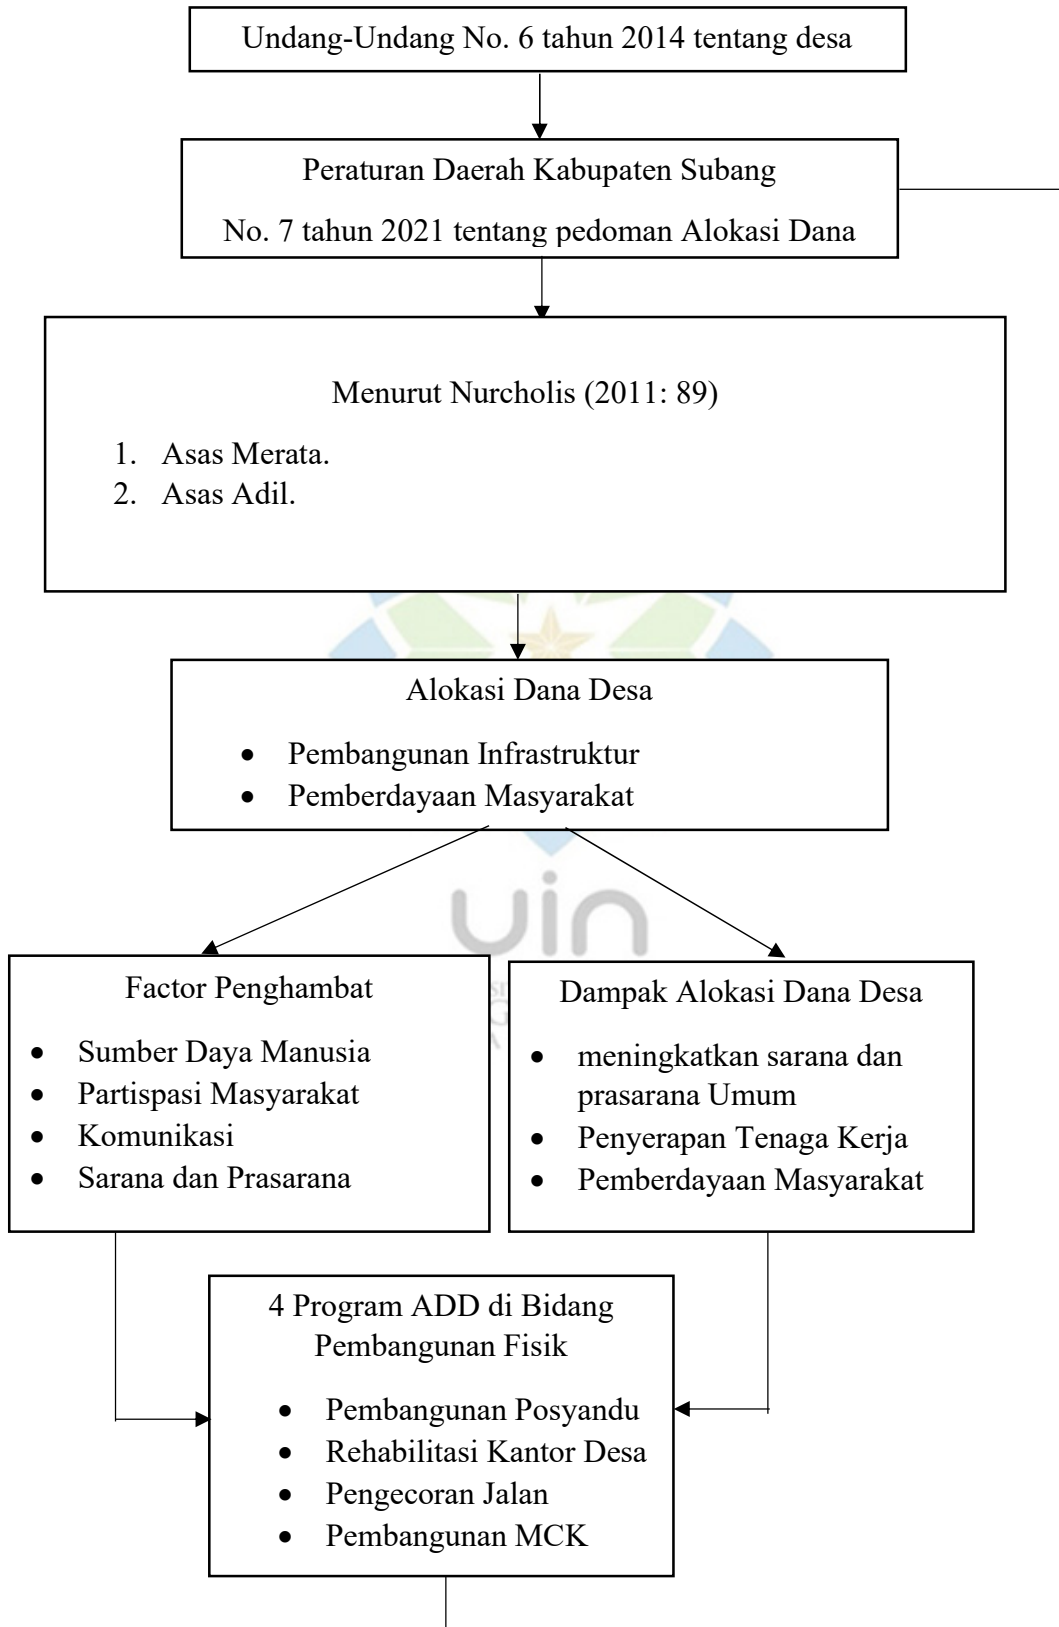 Undang-Undang No. 6 tahun 2014 tentang desa
Peraturan Daerah Kabupaten Subang
No. 7 tahun 2021 tentang pedoman Alokasi Dana
Menurut Nurcholis (2011: 89)
1. Asas Merata.
2. Asas Adil.
Alokasi Dana Desa
• Pembangunan Infrastruktur
• Pemberdayaan Masyarakat
uin
Factor Penghambat
• Sumber Daya Manusia
• Partispasi Masyarakat
• Komunikasi
• Sarana dan Prasarana
Dampak Alokasi Dana Desa
• meningkatkan sarana dan
prasarana Umum
• Penyerapan Tenaga Kerja
• Pemberdayaan Masyarakat
4 Program ADD di Bidang
Pembangunan Fisik
• Pembangunan Posyandu
• Rehabilitasi Kantor Desa
• Pengecoran Jalan
• Pembangunan MCK